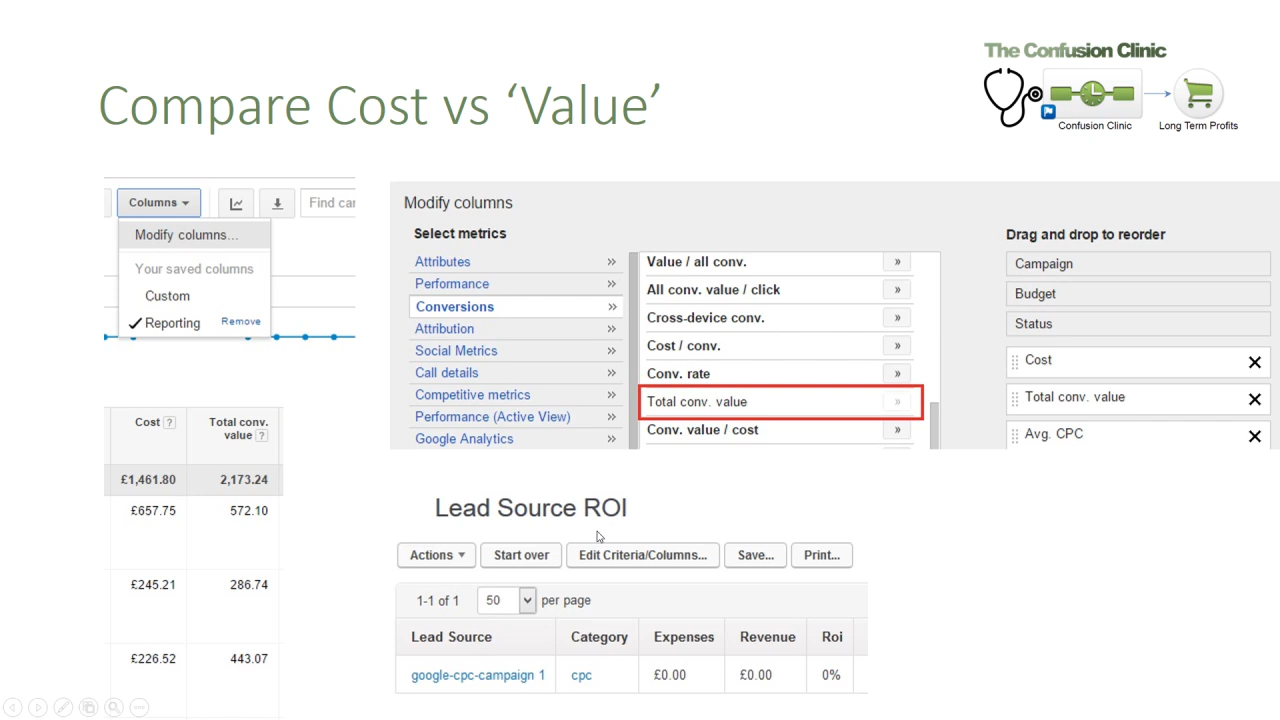 The Confusion Clinic
Compare Cost vs ‘Value’
Confusion Clinic
Long Term Profits
Columns
Find car
Modify columns...
Your saved columns
Custom
Reporting
Remove
Modify columns
Select metrics
Attributes
Performance
Conversions
Attribution
Social Metrics
Call details
Competitive metrics
Performance (Active View)
Google Analytics
Value / all conv.
All conv. value / click
Cross-device conv.
Cost / conv.
Conv. rate
Total conv. value
Conv. value / cost
Drag and drop to reorder
Campaign
Budget
Status
Cost
Total conv. value
Avg. CPC
Cost ? Total conv.
value ?
£1,461.80 2,173.24
£657.75 572.10
£245.21 286.74
£226.52 443.07
Lead Source ROI
Actions Start over Edit Criteria/Columns... Save... Print...
1-1 of 1 50 per page
Lead Source Category Expenses Revenue Roi
google-cpc-campaign 1 cpc £0.00 £0.00 0%